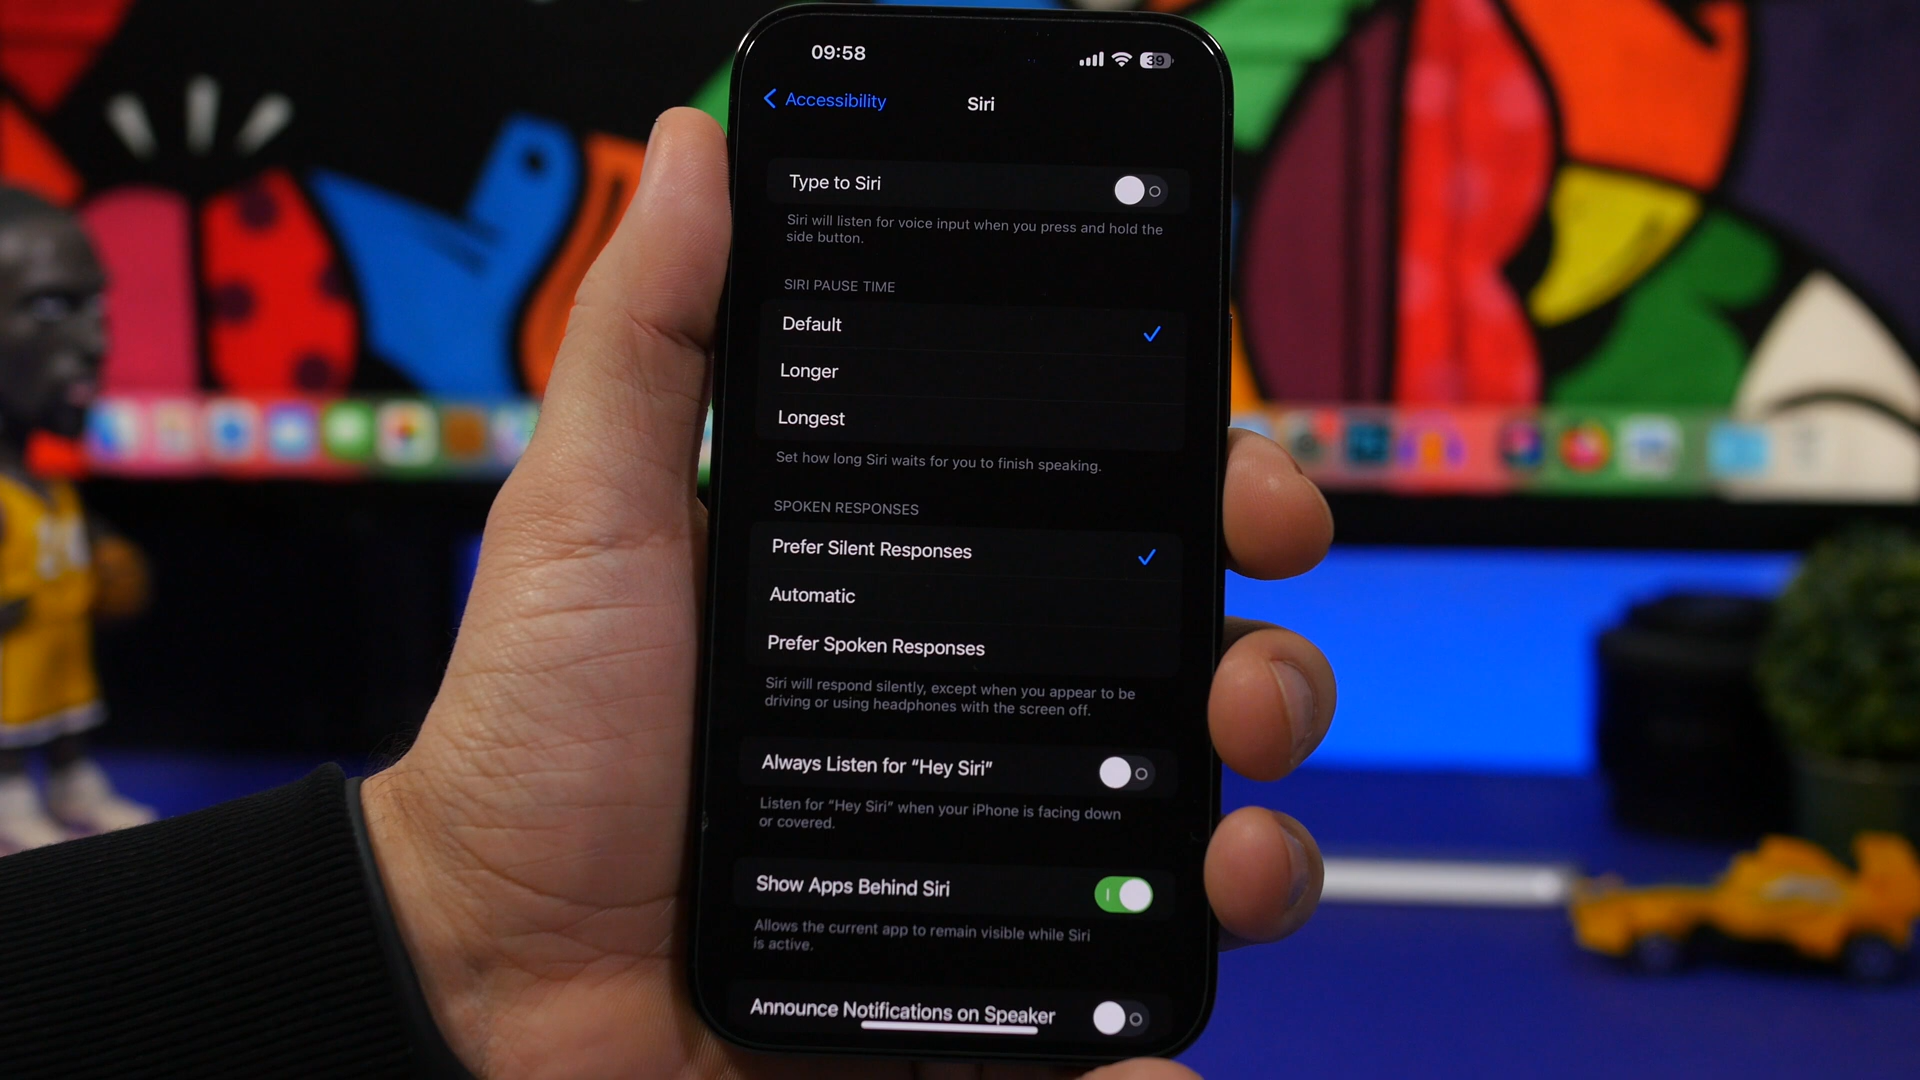 09:58
39
Accessibility
Siri
Type to Siri
Siri will listen for voice input when you press and hold the
side button.
SIRI PAUSE TIME
Default
Longer
Longest
Set how long Siri waits for you to finish speaking.
SPOKEN RESPONSES
Prefer Silent Responses
Automatic
Prefer Spoken Responses
Siri will respond silently, except when you appear to be
driving or using headphones with the screen off.
Always Listen for “Hey Siri”
Listen for “Hey Siri” when your iPhone is facing down
or covered.
Show Apps Behind Siri
Allows the current app to remain visible while Siri
is active.
Announce Notifications on Speaker